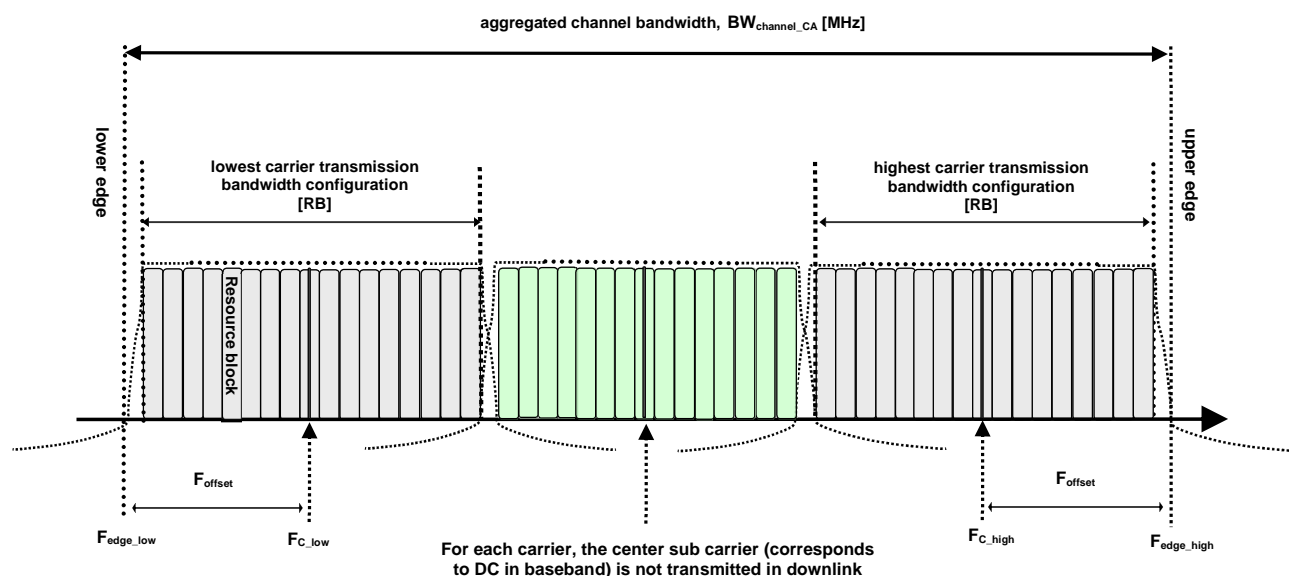 aggregated channel bandwidth, BWchannel_CA [MHz]
lower edge
upper edge
lowest carrier transmission
bandwidth configuration
[RB]
highest carrier transmission
bandwidth configuration
[RB]
Resource block
Foffset
Foffset
Fedge_low
FC_low
FC_high
Fedge_high
For each carrier, the center sub carrier (corresponds
to DC in baseband) is not transmitted in downlink